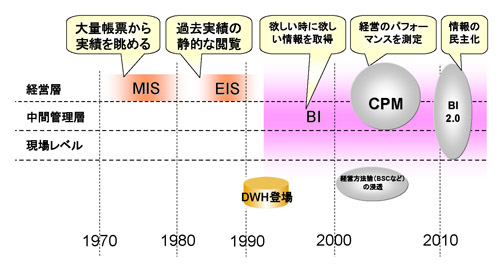 大量帳票から
実績を眺める
過去実績の
静的な閲覧
欲しい時に欲し
い情報を取得
経営のパフォー
マンスを測定
情報の
民主化
経営層
MIS
EIS
中間管理層
BI
CPM
BI
2.0
現場レベル
DWH登場
経営方法論（BSCなど）
の浸透
1970
1980
1990
2000
2010